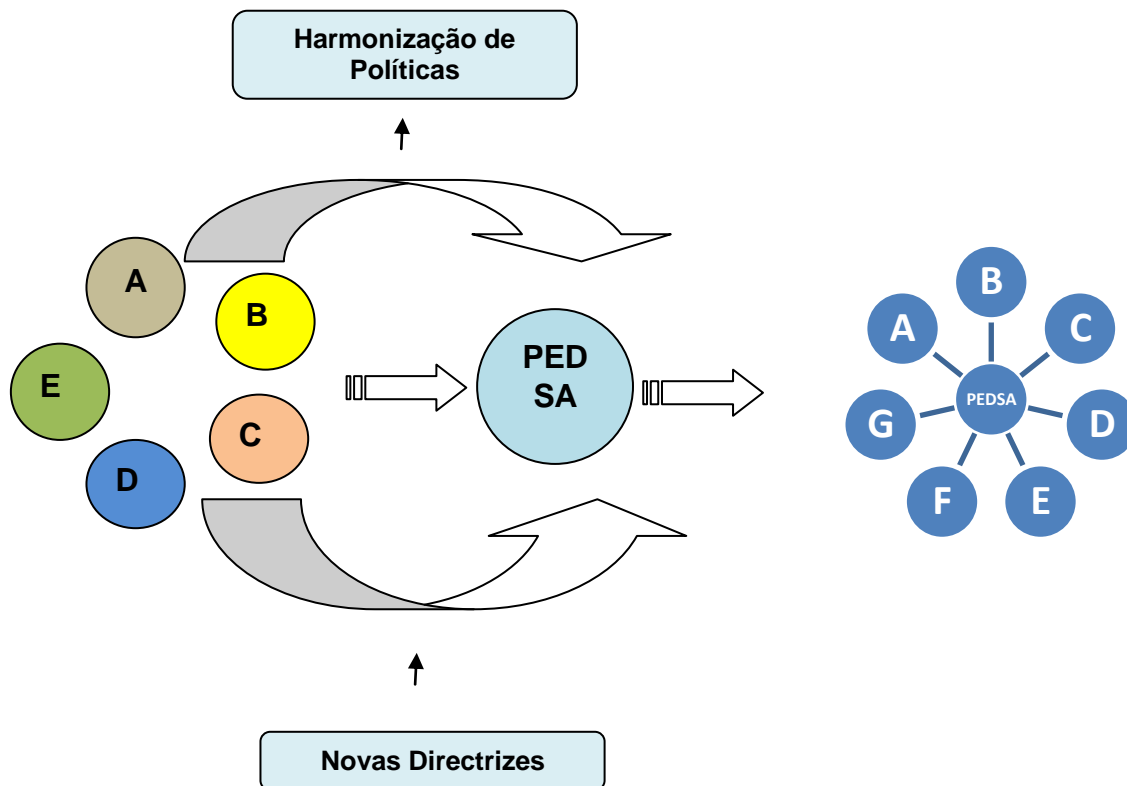 Harmonização de
Políticas
A
B
E
C
D
PED
SA
B
A
C
PEDSA
G
D
F
E
Novas Directrizes